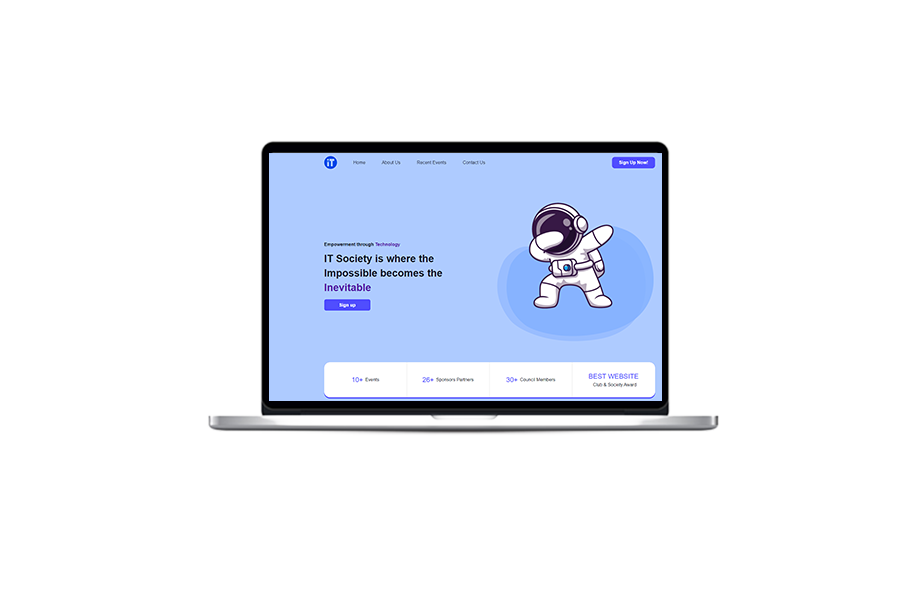 iT
Home About Us Recent Events Contact Us Sign Up Now!
Empowerment through Technology
IT Society is where the
Impossible becomes the
Inevitable
Sign up
10+ Events 26+ Sponsors Partners 30+ Council Members BEST WEBSITE
Club & Society Award